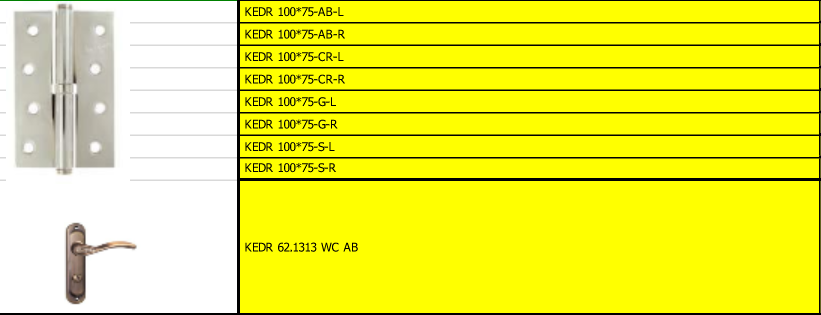 KEDR 100*75-AB-L
KEDR 100*75-AB-R
KEDR 100*75-CR-L
KEDR 100*75-CR-R
KEDR 100*75-G-L
KEDR 100*75-G-R
KEDR 100*75-S-L
KEDR 100*75-S-R
KEDR 62.1313 WC AB